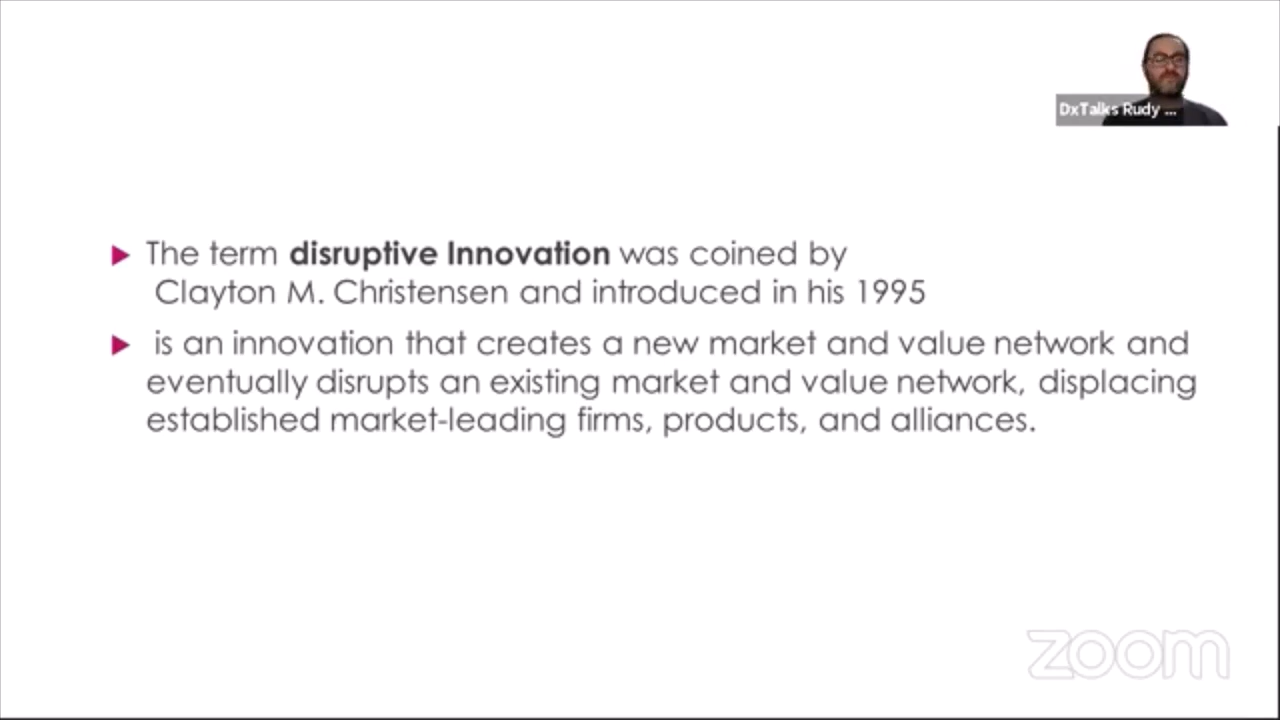 DxTalks Rudy ...
The term disruptive Innovation was coined by
Clayton M. Christensen and introduced in his 1995
is an innovation that creates a new market and value network and
eventually disrupts an existing market and value network, displacing
established market-leading firms, products, and alliances.
zoom